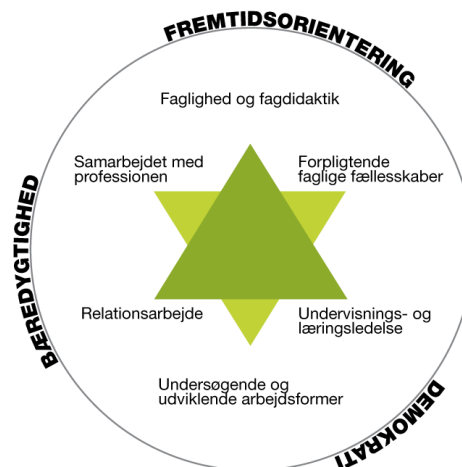 FREMTIDSORIENTERING
Faglighed og fagdidaktik
Samarbejdet med
professionen
Forpligtende
faglige fællesskaber
BÆREDYGTIGHED
Relationsarbejde
Undervisnings- og
læringsledelse
Undersøgende og
udviklende arbejdsformer
DEMOKRATI